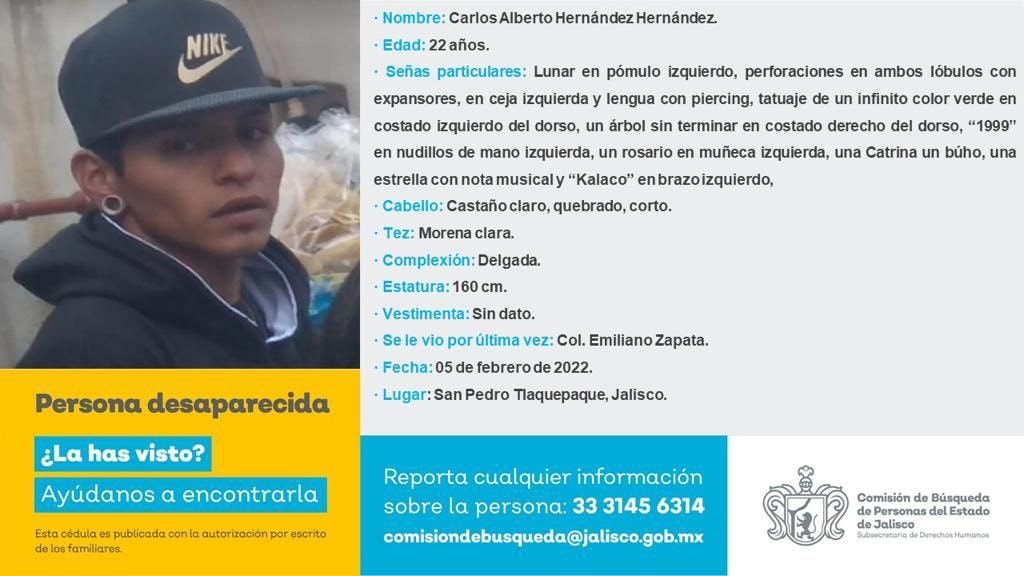 NIKE
· Nombre: Carlos Alberto Hernández Hernández.
· Edad: 22 años.
· Señas particulares: Lunar en pómulo izquierdo, perforaciones en ambos lóbulos con
expansores, en ceja izquierda y lengua con piercing, tatuaje de un infinito color verde en
costado izquierdo del dorso, un árbol sin terminar en costado derecho del dorso, “1999”
en nudillos de mano izquierda, un rosario en muñeca izquierda, una Catrina un búho, una
estrella con nota musical y “Kalaco” en brazo izquierdo,
· Cabello: Castaño claro, quebrado, corto.
· Tez: Morena clara.
· Complexión: Delgada.
· Estatura: 160 cm.
· Vestimenta: Sin dato.
· Se le vio por última vez: Col. Emiliano Zapata.
· Fecha: 05 de febrero de 2022.
· Lugar: San Pedro Tlaquepaque, Jalisco.
Persona desaparecida
¿La has visto?
Ayúdanos a encontrarla
Esta cédula es publicada con la autorización por escrito
de los familiares.
Reporta cualquier información
sobre la persona: 33 3145 6314
comisiondebusqueda@jalisco.gob.mx
Comisión de Búsqueda
de Personas del Estado
de Jalisco
Subsecretaría de Derechos Humanos